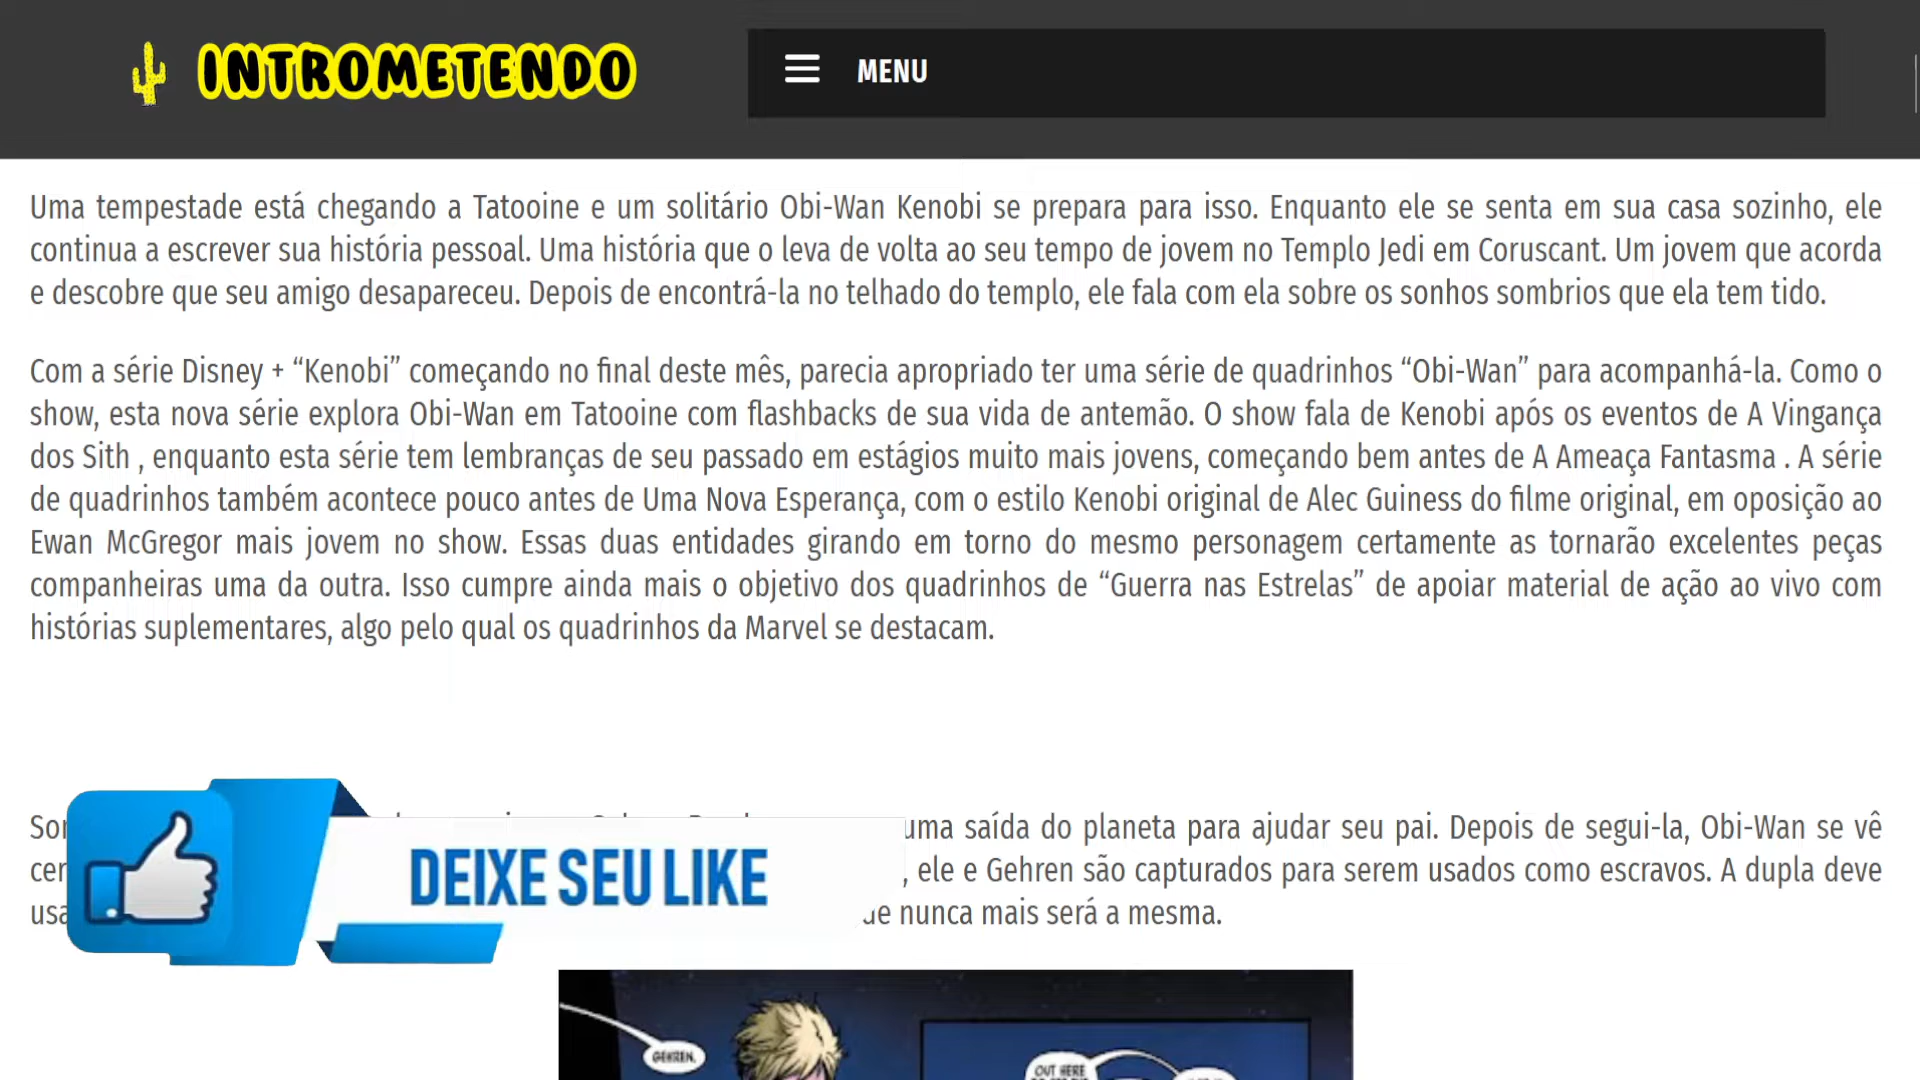 INTROMETENDO
MENU
Uma tempestade está chegando a Tatooine e um solitário Obi-Wan Kenobi se prepara para isso. Enquanto ele se senta em sua casa sozinho, ele
continua a escrever sua história pessoal. Uma história que o leva de volta ao seu tempo de jovem no Templo Jedi em Coruscant. Um jovem que acorda
e descobre que seu amigo desapareceu. Depois de encontrá-la no telhado do templo, ele fala com ela sobre os sonhos sombrios que ela tem tido.
Com a série Disney + “Kenobi” começando no final deste mês, parecia apropriado ter uma série de quadrinhos “Obi-Wan” para acompanhá-la. Como o
show, esta nova série explora Obi-Wan em Tatooine com flashbacks de sua vida de antemão. O show fala de Kenobi após os eventos de A Vingança
dos Sith , enquanto esta série tem lembranças de seu passado em estágios muito mais jovens, começando bem antes de A Ameaça Fantasma . A série
de quadrinhos também acontece pouco antes de Uma Nova Esperança, com o estilo Kenobi original de Alec Guiness do filme original, em oposição ao
Ewan McGregor mais jovem no show. Essas duas entidades girando em torno do mesmo personagem certamente as tornarão excelentes peças
companheiras uma da outra. Isso cumpre ainda mais o objetivo dos quadrinhos de “Guerra nas Estrelas” de apoiar material de ação ao vivo com
histórias suplementares, algo pelo qual os quadrinhos da Marvel se destacam.
uma saída do planeta para ajudar seu pai. Depois de segui-la, Obi-Wan se vê
, ele e Gehren são capturados para serem usados como escravos. A dupla deve
nunca mais será a mesma.
DEIXE SEU LIKE
GEHREN.
OUT HERE